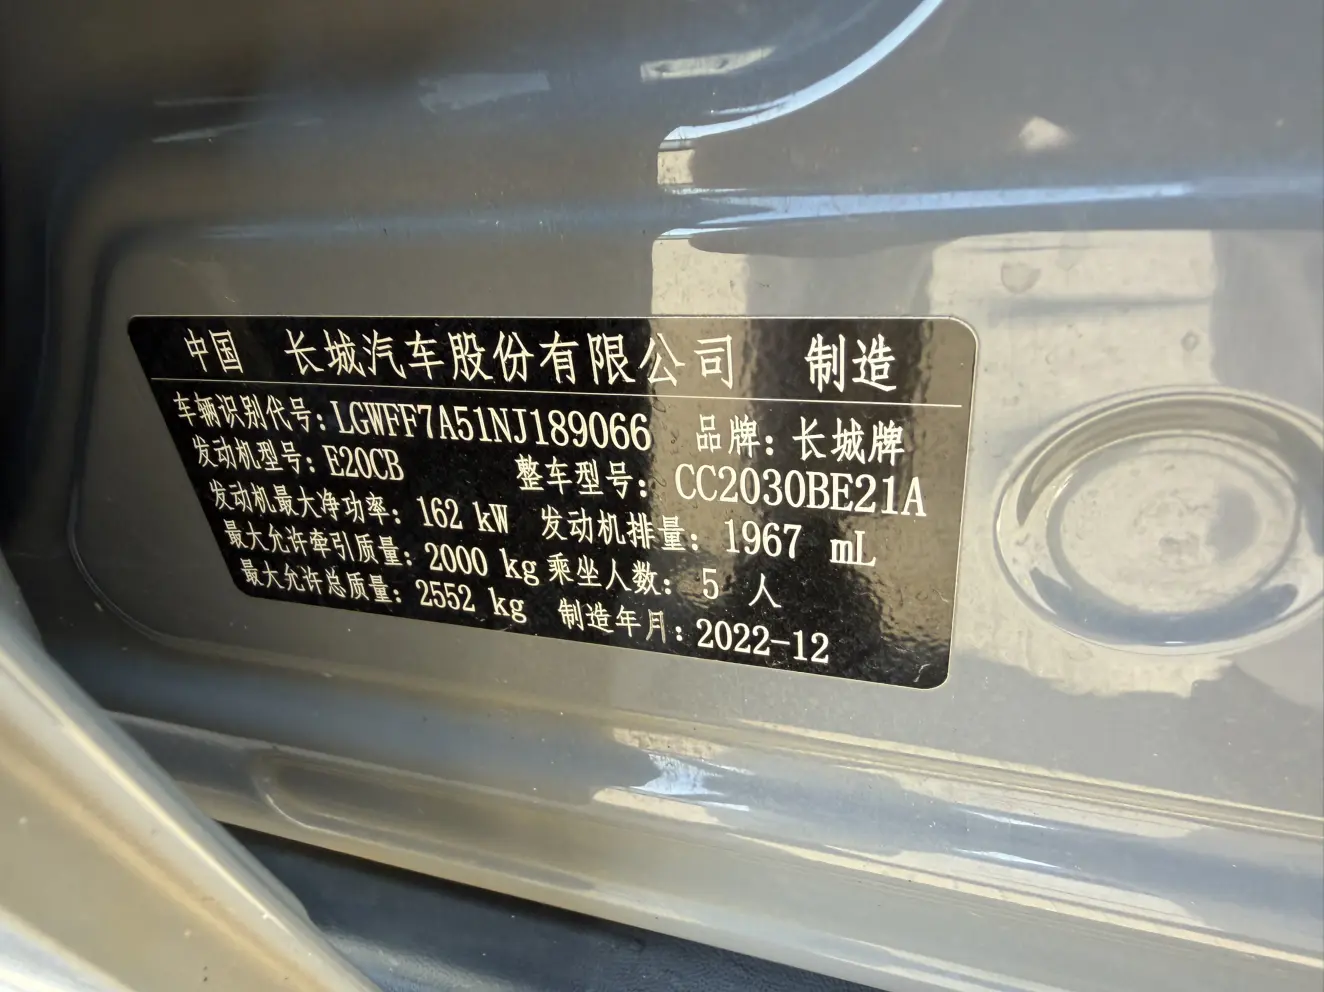 中国 长城汽车股份有限公司 制造
车辆识别代号：LGWFF7A51NJ189066 品牌：长城牌
发动机型号：E20CB 整车型号：CC2030BE21A
发动机最大净功率：162 kW 发动机排量：1967 mL
最大允许牵引质量：2000 kg 乘坐人数：5 人
最大允许总质量：2552 kg 制造年月：2022-12